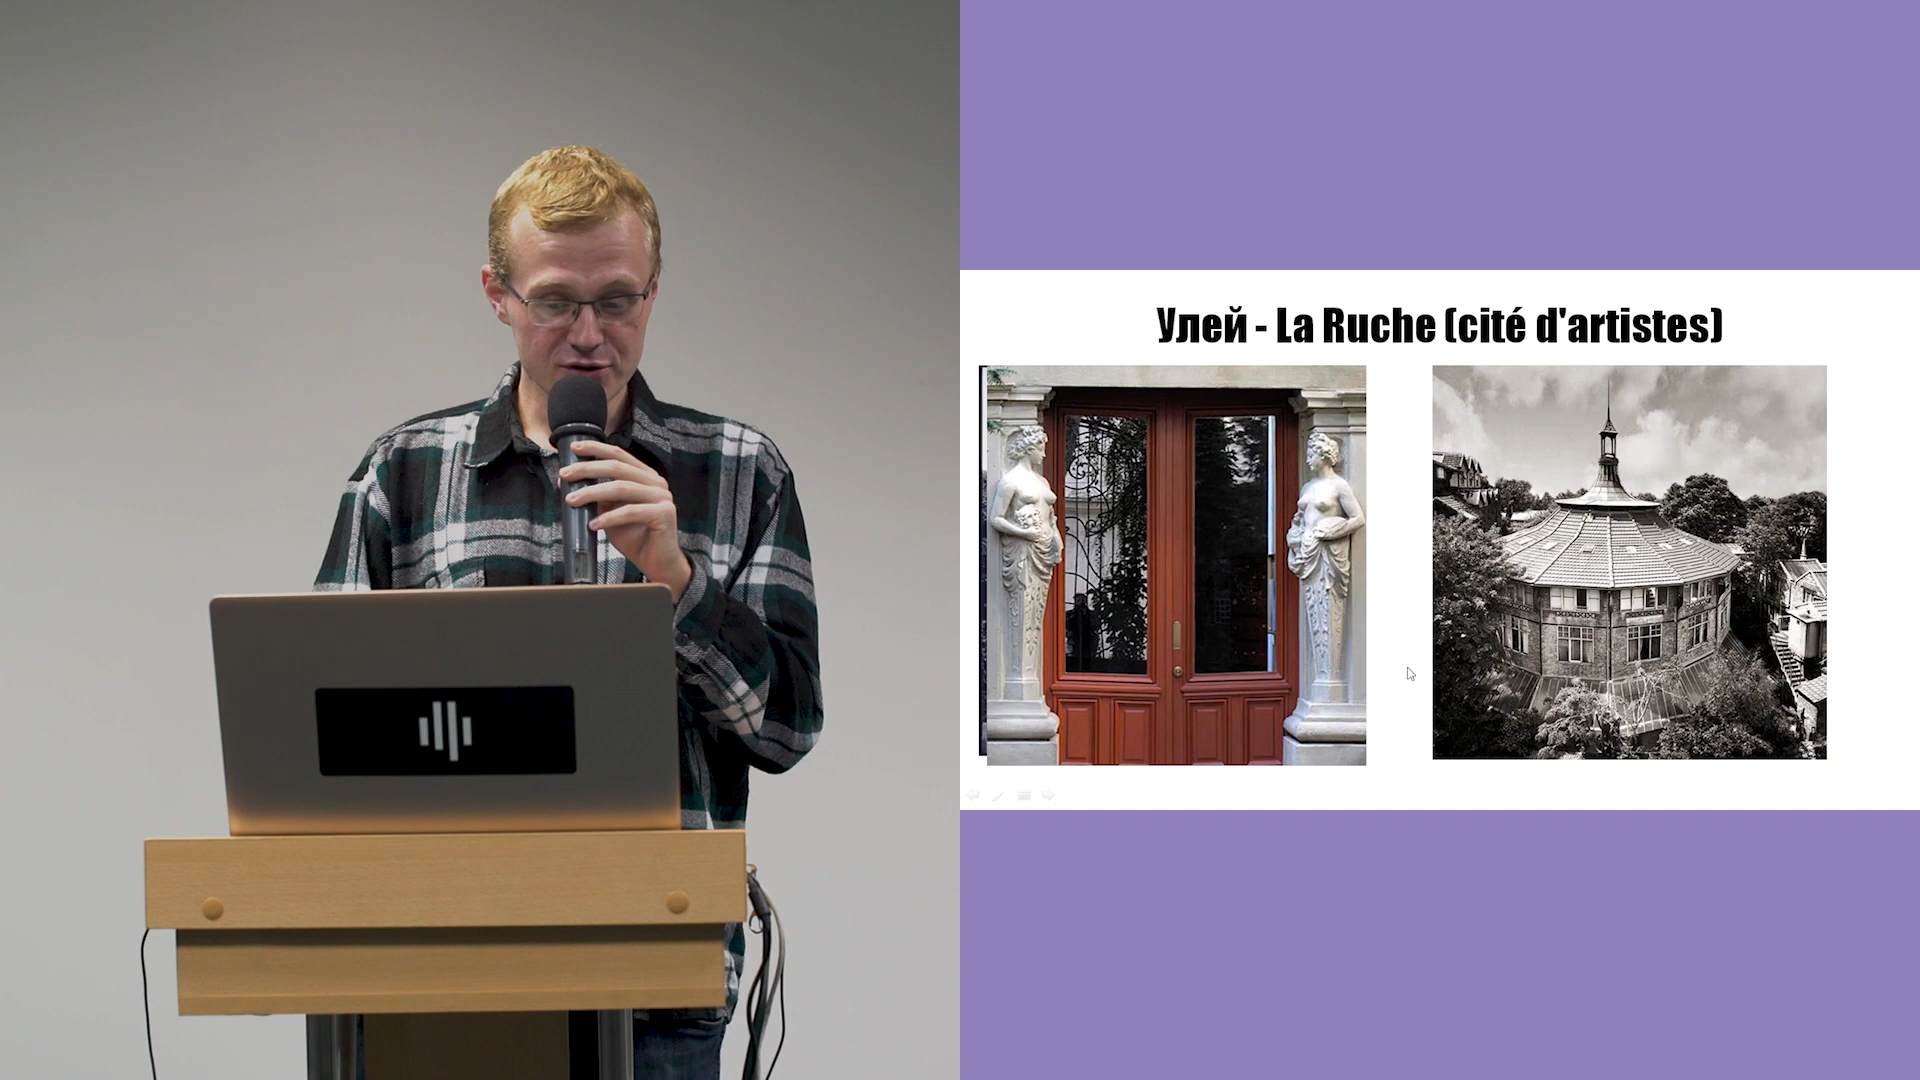 Улей - La Ruche (cité d'artistes)